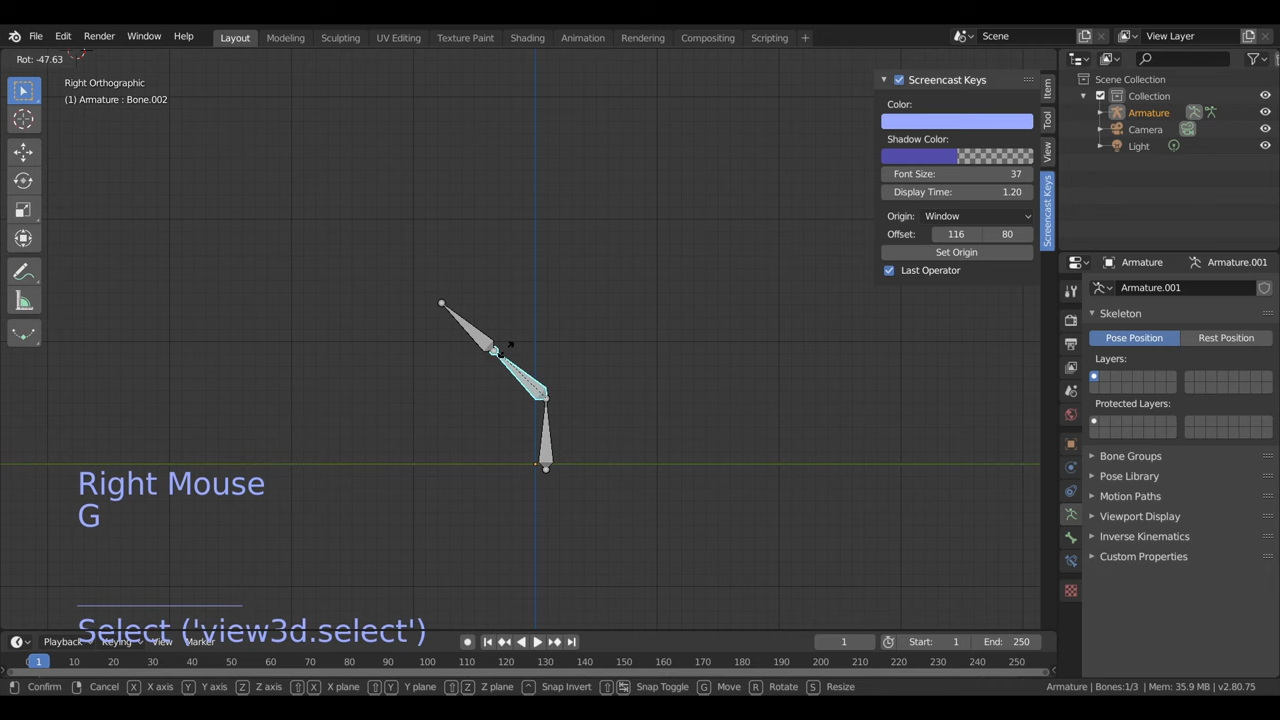 File Edit Render Window Help Layout Modeling Sculpting UV Editing Texture Paint Shading Animation Rendering Compositing Scripting + Scene View Layer
Rot: -47.63
Right Orthographic
(1) Armature : Bone.002
Screencast Keys
Color:
Shadow Color:
Font Size: 37
Display Time: 1.20
Origin: Window
Offset: 116 80
Set Origin
Last Operator
Item
Tool
View
Screencast Keys
Scene Collection
Collection
Armature
Camera
Light
Armature Armature.001
Armature.001
Skeleton
Pose Position Rest Position
Layers:
Protected Layers:
Bone Groups
Pose Library
Motion Paths
Viewport Display
Inverse Kinematics
Custom Properties
Right Mouse
G
Select ('view3d.select')
Playback Keying View Marker 1 Start: 1 End: 250
1 10 20 30 40 50 60 70 80 90 100 110 120 130 140 150 160 170 180 190 200 210 220 230 240 250
Confirm Cancel X X axis Y Y axis Z Z axis X X plane Y Y plane Z Z plane ^ Snap Invert Snap Toggle G Move R Rotate S Resize Armature | Bones:1/3 | Mem: 35.9 MB | v2.80.75